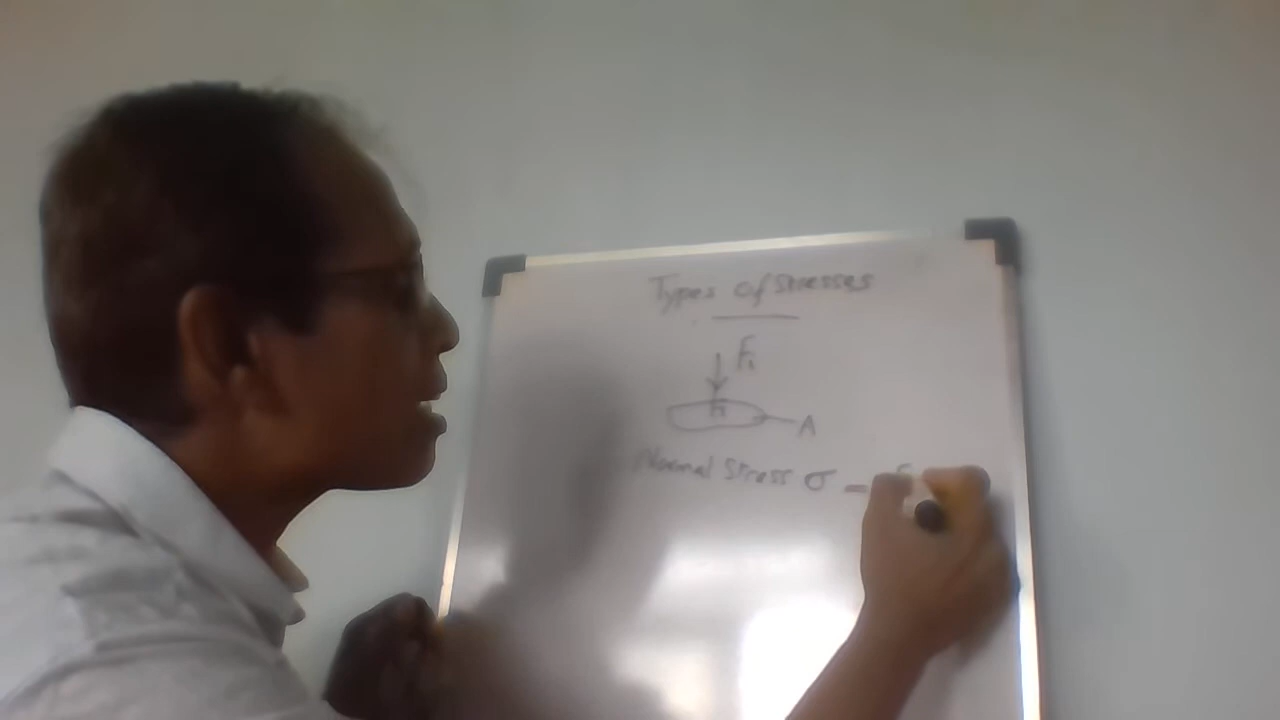 Types of Stresses
F₁
A
Normal Stress σ =